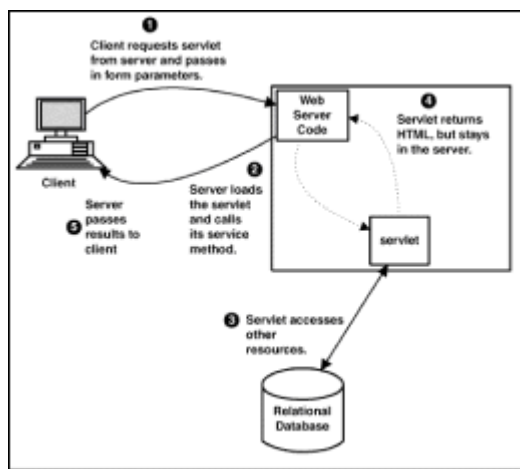 1
Client requests servlet
from server and passes
in form parameters.
Web
Server
Code
4
Servlet returns
HTML, but stays
in the server.
Client
2
Server loads
the servlet
and calls
its service
method.
Server
passes
5 results to
client
servlet
3 Servlet accesses
other
resources.
Relational
Database